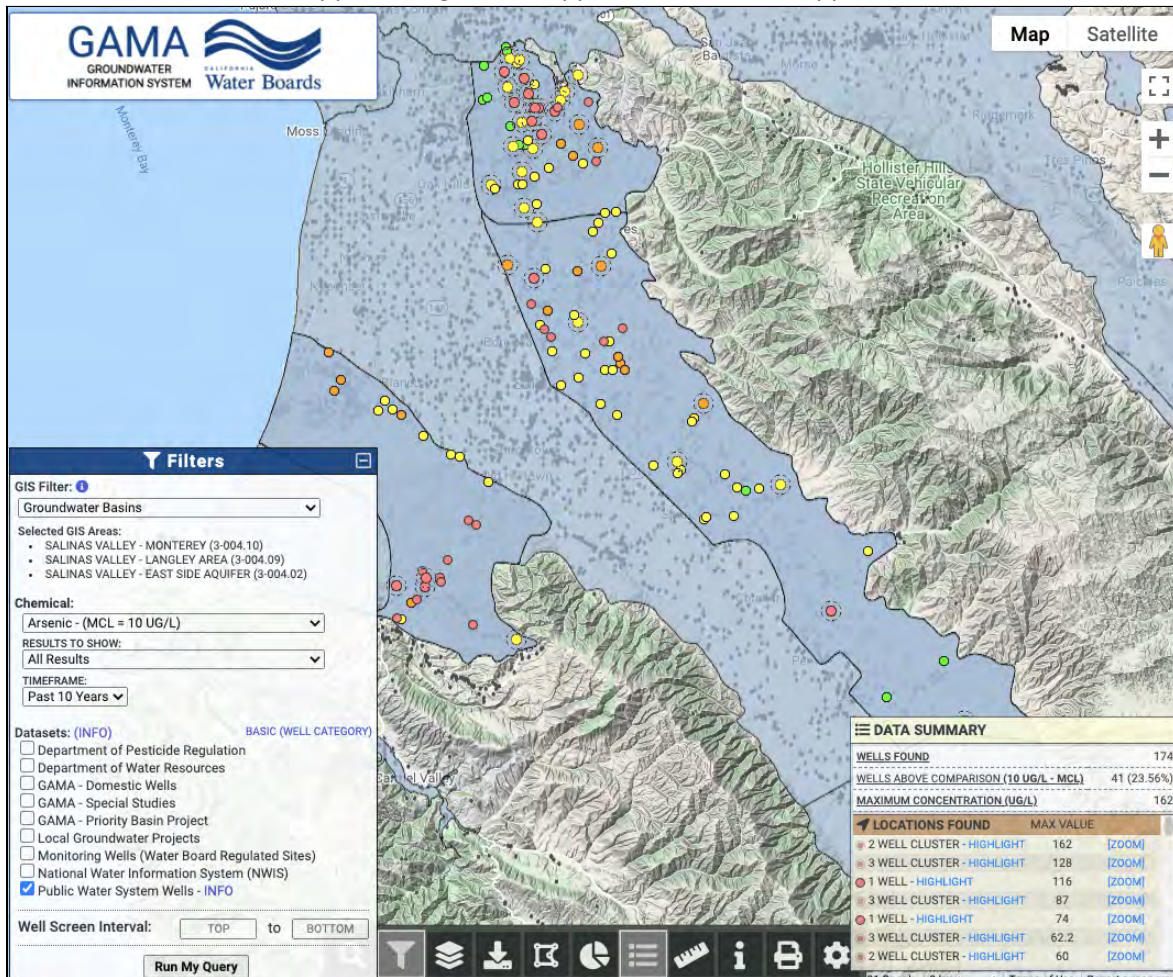 GAMA
GROUNDWATER
INFORMATION SYSTEM
CALIFORNIA
Water Boards
Map Satellite
Monterey Bay
Moss
Hollister Hills
State Vehicular
Recreation
Area
Tres Pinos
Filters
GIS Filter:
Groundwater Basins
Selected GIS Areas:
• SALINAS VALLEY - MONTEREY (3-004.10)
• SALINAS VALLEY - LANGLEY AREA (3-004.09)
• SALINAS VALLEY - EAST SIDE AQUIFER (3-004.02)
Chemical:
Arsenic - (MCL = 10 UG/L)
RESULTS TO SHOW:
All Results
TIMEFRAME:
Past 10 Years
Datasets: (INFO) BASIC (WELL CATEGORY)
Department of Pesticide Regulation
Department of Water Resources
GAMA - Domestic Wells
GAMA - Special Studies
GAMA - Priority Basin Project
Local Groundwater Projects
Monitoring Wells (Water Board Regulated Sites)
National Water Information System (NWIS)
Public Water System Wells - INFO
Well Screen Interval: TOP to BOTTOM
Run My Query
DATA SUMMARY
WELLS FOUND 174
WELLS ABOVE COMPARISON (10 UG/L - MCL) 41 (23.56%)
MAXIMUM CONCENTRATION (UG/L) 162
LOCATIONS FOUND MAX VALUE
2 WELL CLUSTER - HIGHLIGHT 162 [ZOOM]
3 WELL CLUSTER - HIGHLIGHT 128 [ZOOM]
1 WELL - HIGHLIGHT 116 [ZOOM]
3 WELL CLUSTER - HIGHLIGHT 87 [ZOOM]
1 WELL - HIGHLIGHT 74 [ZOOM]
3 WELL CLUSTER - HIGHLIGHT 62.2 [ZOOM]
2 WELL CLUSTER - HIGHLIGHT 60 [ZOOM]